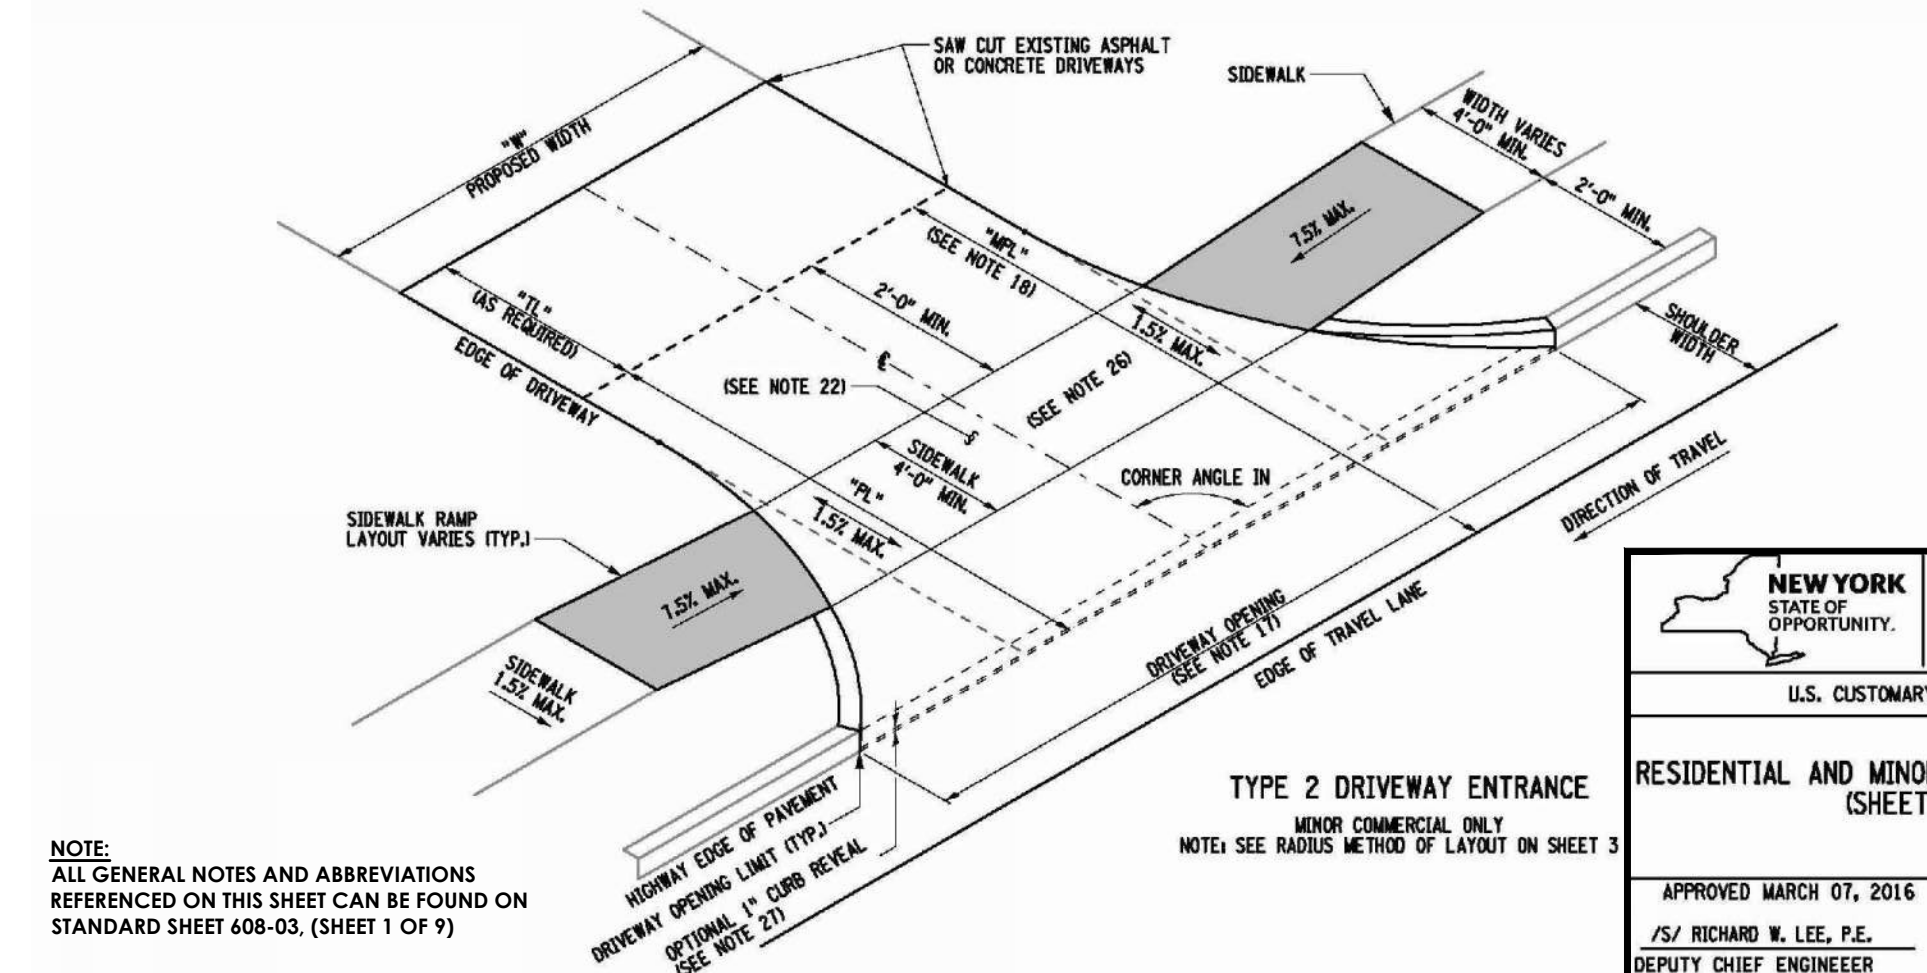 SAW CUT EXISTING ASPHALT
OR CONCRETE DRIVEWAYS
SIDEWALK
WIDTH VARIES
4'-0" MIN.
2'-0" MIN.
"W"
PROPOSED WIDTH
7.5% MAX.
"MPL"
(SEE NOTE 18)
"TL"
(AS REQUIRED)
2'-0" MIN.
1.5% MAX.
SHOULDER
WIDTH
EDGE OF DRIVEWAY
(SEE NOTE 22)
(SEE NOTE 26)
SIDEWALK
4'-0" MIN.
"PL"
1.5% MAX.
CORNER ANGLE IN
DIRECTION OF TRAVEL
SIDEWALK RAMP
LAYOUT VARIES (TYP.)
7.5% MAX.
DRIVEWAY OPENING
(SEE NOTE 17)
EDGE OF TRAVEL LANE
SIDEWALK
1.5% MAX.
HIGHWAY EDGE OF PAVEMENT
DRIVEWAY OPENING LIMIT (TYP.)
OPTIONAL 1" CURB REVEAL
(SEE NOTE 27)
TYPE 2 DRIVEWAY ENTRANCE
MINOR COMMERCIAL ONLY
NOTE: SEE RADIUS METHOD OF LAYOUT ON SHEET 3
NOTE:
ALL GENERAL NOTES AND ABBREVIATIONS
REFERENCED ON THIS SHEET CAN BE FOUND ON
STANDARD SHEET 608-03, (SHEET 1 OF 9)
NEW YORK
STATE OF
OPPORTUNITY.
U.S. CUSTOMARY
RESIDENTIAL AND MINO
(SHEET
APPROVED MARCH 07, 2016
/S/ RICHARD W. LEE, P.E.
DEPUTY CHIEF ENGINEEER